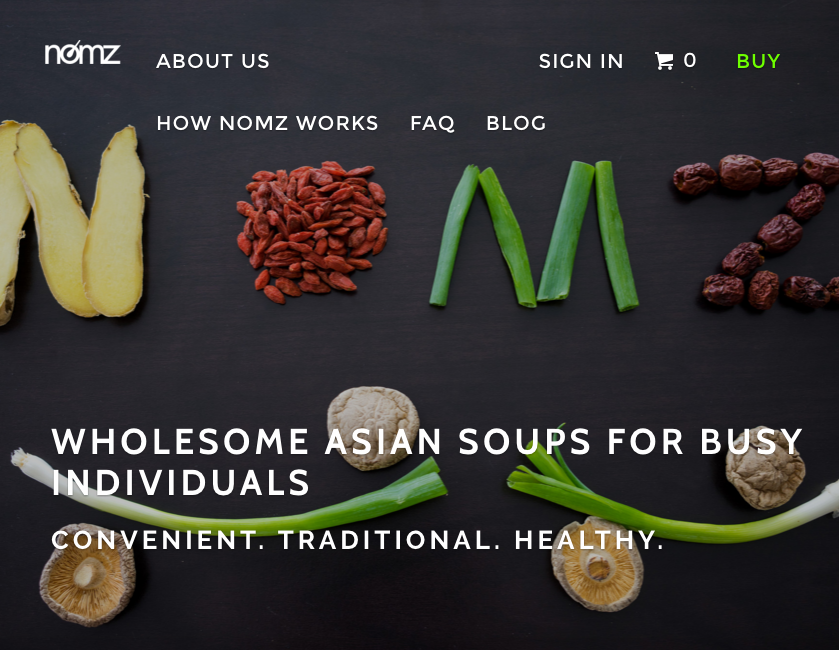 nomz
ABOUT US
SIGN IN
0
BUY
HOW NOMZ WORKS
FAQ
BLOG
NOMZ
WHOLESOME ASIAN SOUPS FOR BUSY
INDIVIDUALS
CONVENIENT. TRADITIONAL. HEALTHY.